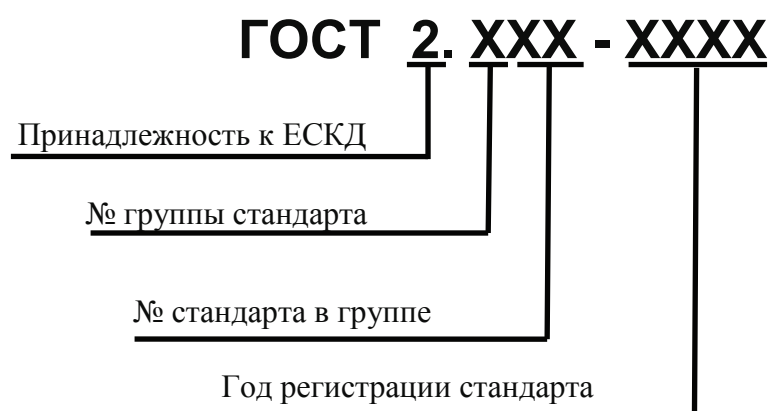 ГОСТ 2. ХХХ - ХХХХ
Принадлежность к ЕСКД
№ группы стандарта
№ стандарта в группе
Год регистрации стандарта